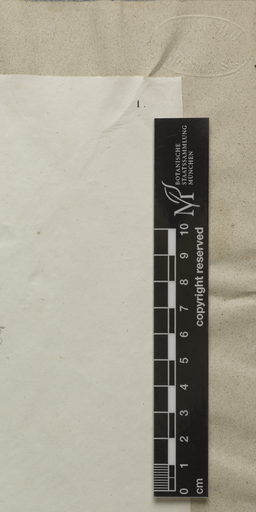 1.
BOTANISCHE
STAATSSAMMLUNG
MÜNCHEN
M
copyright reserved
0 1 2 3 4 5 6 7 8 9 10
cm